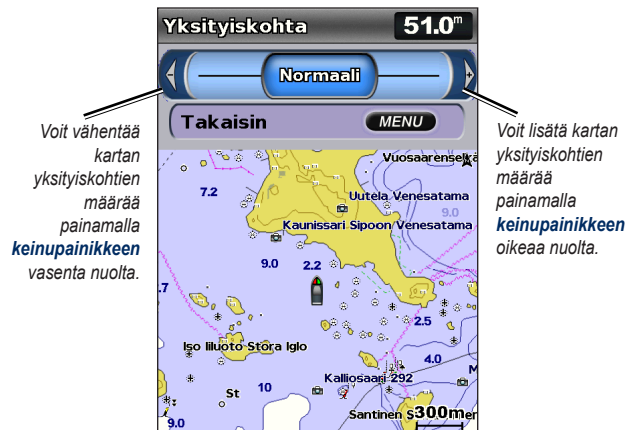 Yksityiskohta 51.0m
Normaali
Takaisin MENU
Voit vähentää
kartan
yksityiskohtien
määrää
painamalla
keinupainikkeen
vasenta nuolta.
Voit lisätä kartan
yksityiskohtien
määrää
painamalla
keinupainikkeen
oikeaa nuolta.
Vuosaarenselkä
7.2
Uutela Venesatama
9.0
Kaunissari Sipoon Venesatama
9.0
2.2
.7
2.5
Iso Iiluoto Stora Iglo
4.0
M
Kalliosaari 292
10
St
Santinen S
300m
er
9.0